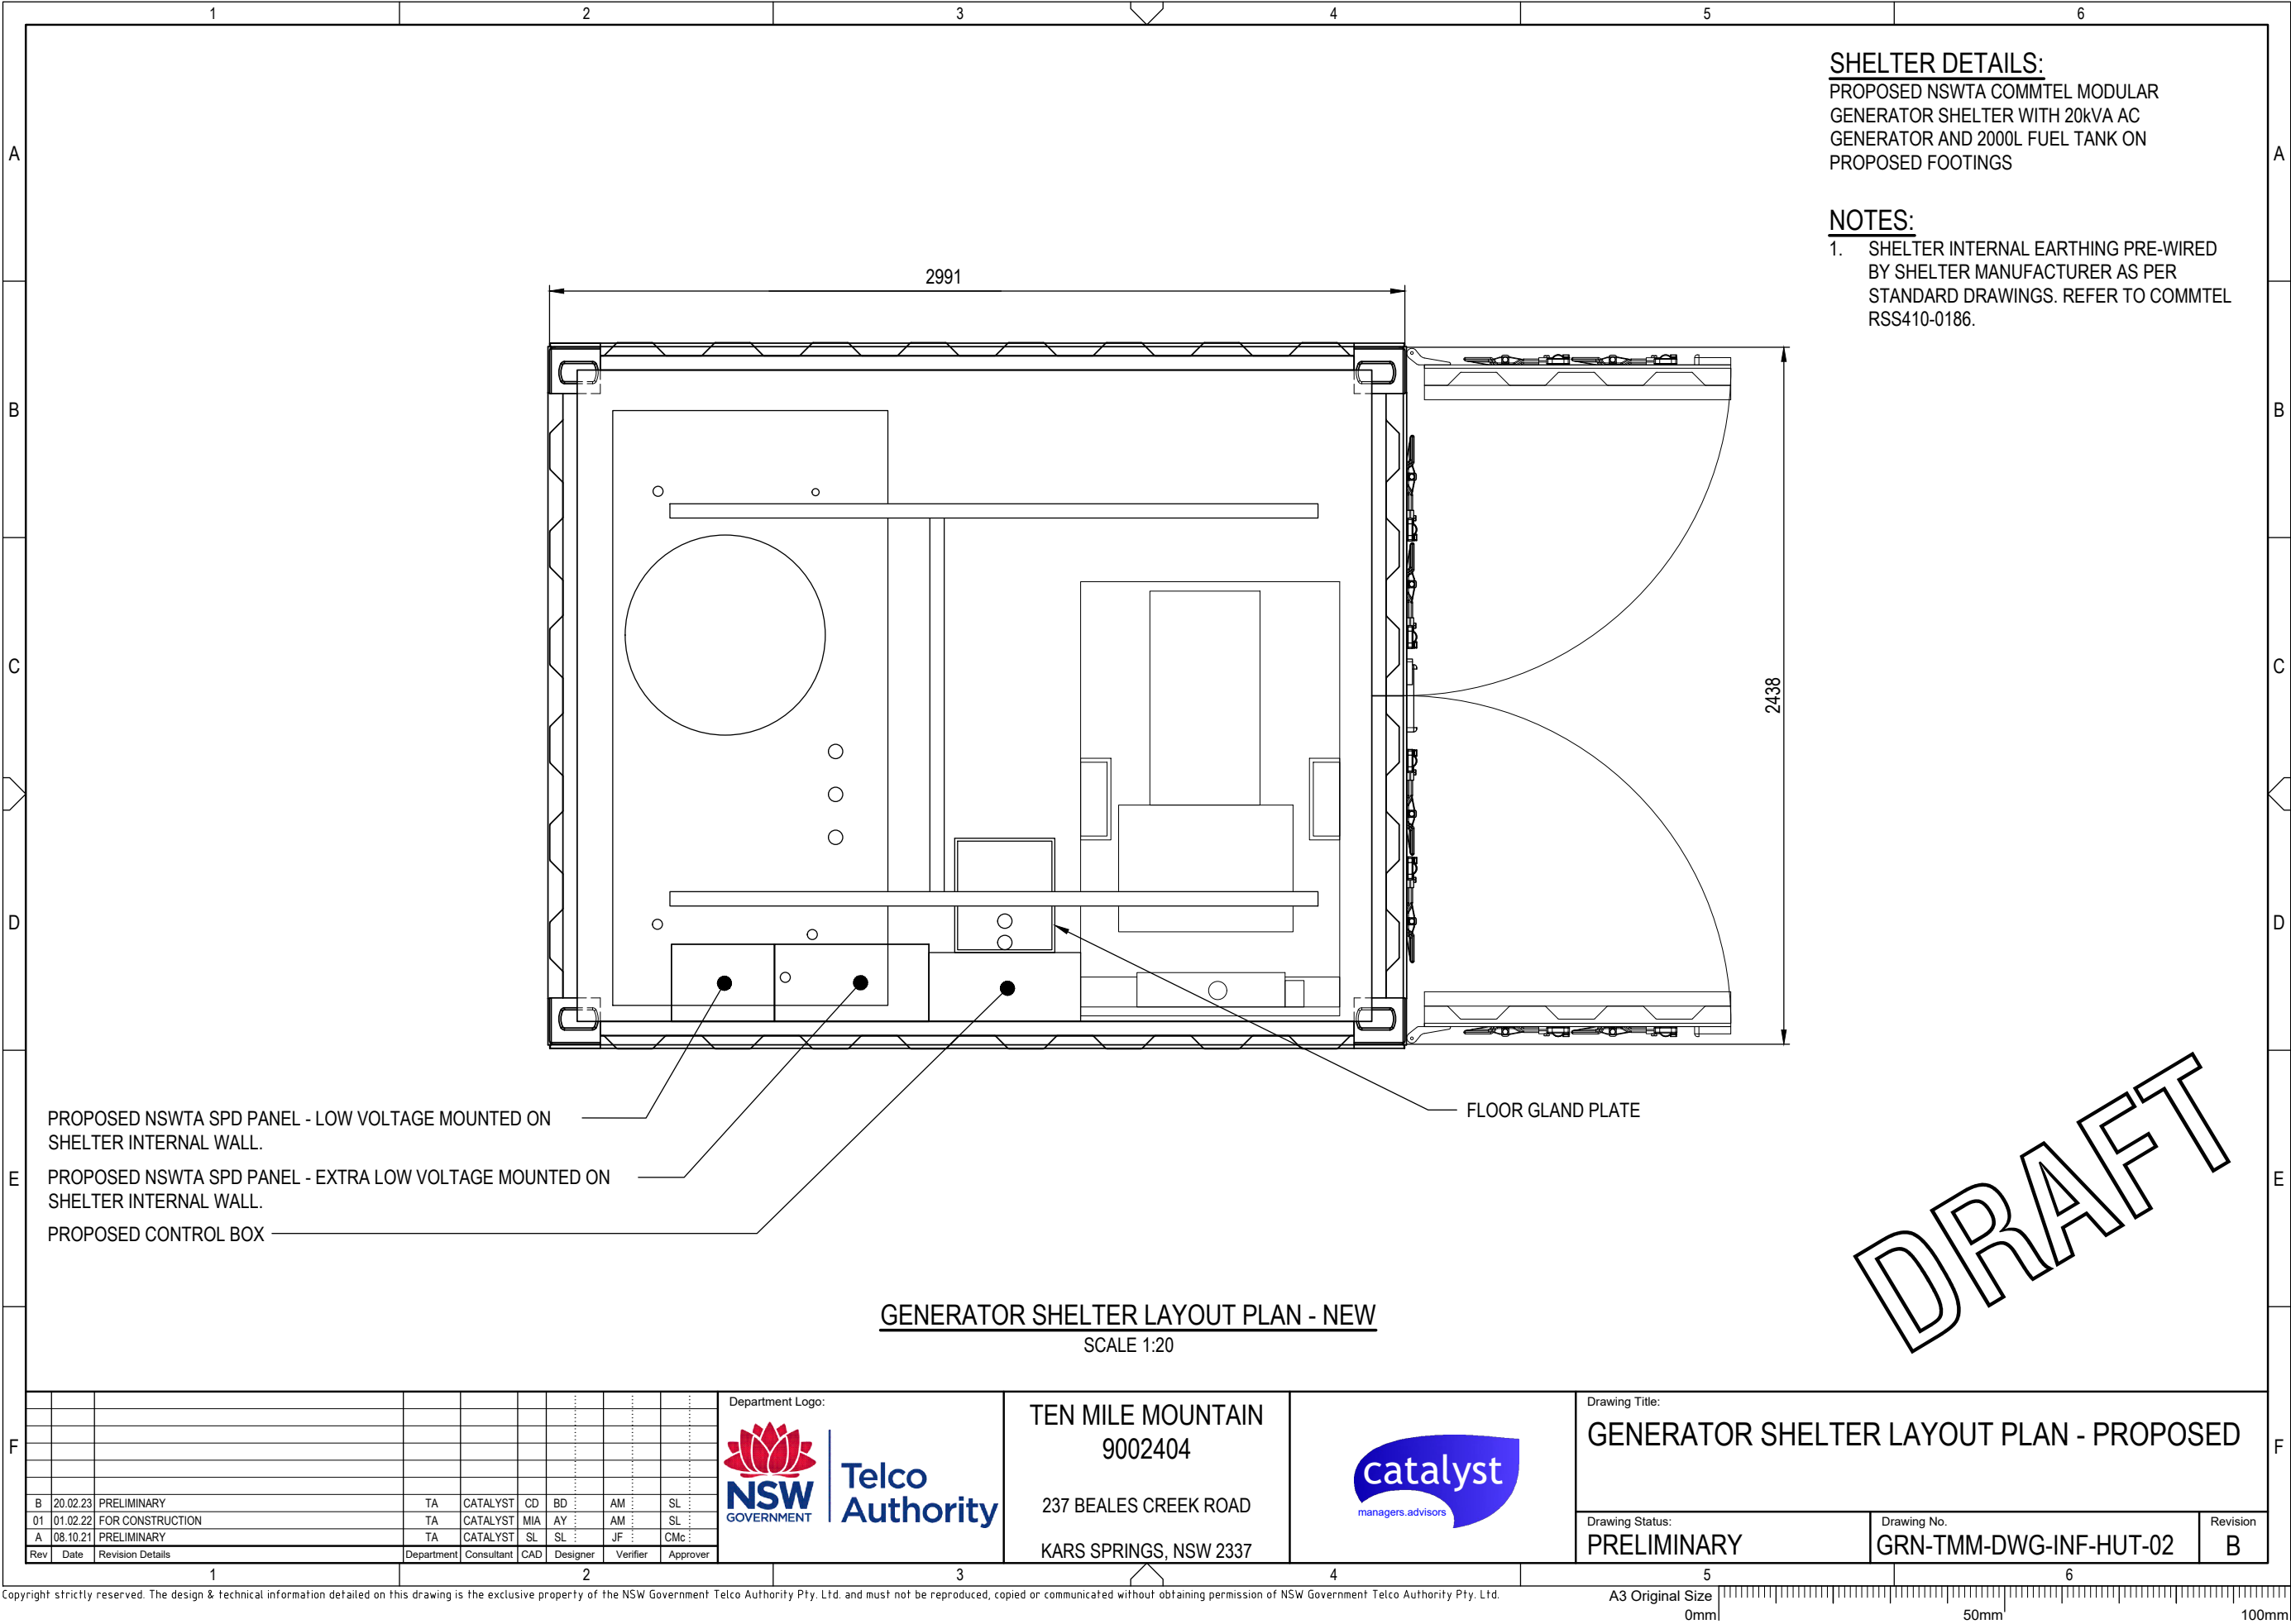 1 2 3 4 5 6
A
B
C
D
E
F
A
B
C
D
E
F
SHELTER DETAILS:
PROPOSED NSWTA COMMTEL MODULAR
GENERATOR SHELTER WITH 20kVA AC
GENERATOR AND 2000L FUEL TANK ON
PROPOSED FOOTINGS
NOTES:
1. SHELTER INTERNAL EARTHING PRE-WIRED
BY SHELTER MANUFACTURER AS PER
STANDARD DRAWINGS. REFER TO COMMTEL
RSS410-0186.
2991
2438
FLOOR GLAND PLATE
PROPOSED NSWTA SPD PANEL - LOW VOLTAGE MOUNTED ON
SHELTER INTERNAL WALL.
PROPOSED NSWTA SPD PANEL - EXTRA LOW VOLTAGE MOUNTED ON
SHELTER INTERNAL WALL.
PROPOSED CONTROL BOX
DRAFT
GENERATOR SHELTER LAYOUT PLAN - NEW
SCALE 1:20
B 20.02.23 PRELIMINARY TA CATALYST CD BD AM SL
01 01.02.22 FOR CONSTRUCTION TA CATALYST MIA AY AM SL
A 08.10.21 PRELIMINARY TA CATALYST SL SL JF CMc
Rev Date Revision Details Department Consultant CAD Designer Verifier Approver
Department Logo:
NSW
GOVERNMENT
Telco
Authority
TEN MILE MOUNTAIN
9002404
237 BEALES CREEK ROAD
KARS SPRINGS, NSW 2337
catalyst
managers.advisors
Drawing Title:
GENERATOR SHELTER LAYOUT PLAN - PROPOSED
Drawing Status:
PRELIMINARY
Drawing No.
GRN-TMM-DWG-INF-HUT-02
Revision
B
1 2 3 4 5 6
Copyright strictly reserved. The design & technical information detailed on this drawing is the exclusive property of the NSW Government Telco Authority Pty. Ltd. and must not be reproduced, copied or communicated without obtaining permission of NSW Government Telco Authority Pty. Ltd.
A3 Original Size
0mm 50mm 100mm